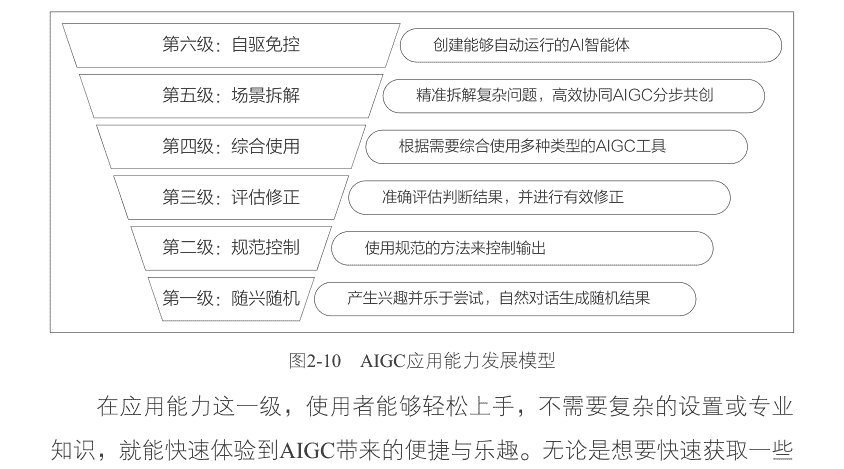 第六级：自驱免控
创建能够自动运行的AI智能体
第五级：场景拆解
精准拆解复杂问题，高效协同AIGC分步共创
第四级：综合使用
根据需要综合使用多种类型的AIGC工具
第三级：评估修正
准确评估判断结果，并进行有效修正
第二级：规范控制
使用规范的方法来控制输出
第一级：随兴随机
产生兴趣并乐于尝试，自然对话生成随机结果
图2-10 AIGC应用能力发展模型
在应用能力这一级，使用者能够轻松上手，不需要复杂的设置或专业
知识，就能快速体验到AIGC带来的便捷与乐趣。无论是想要快速获取一些